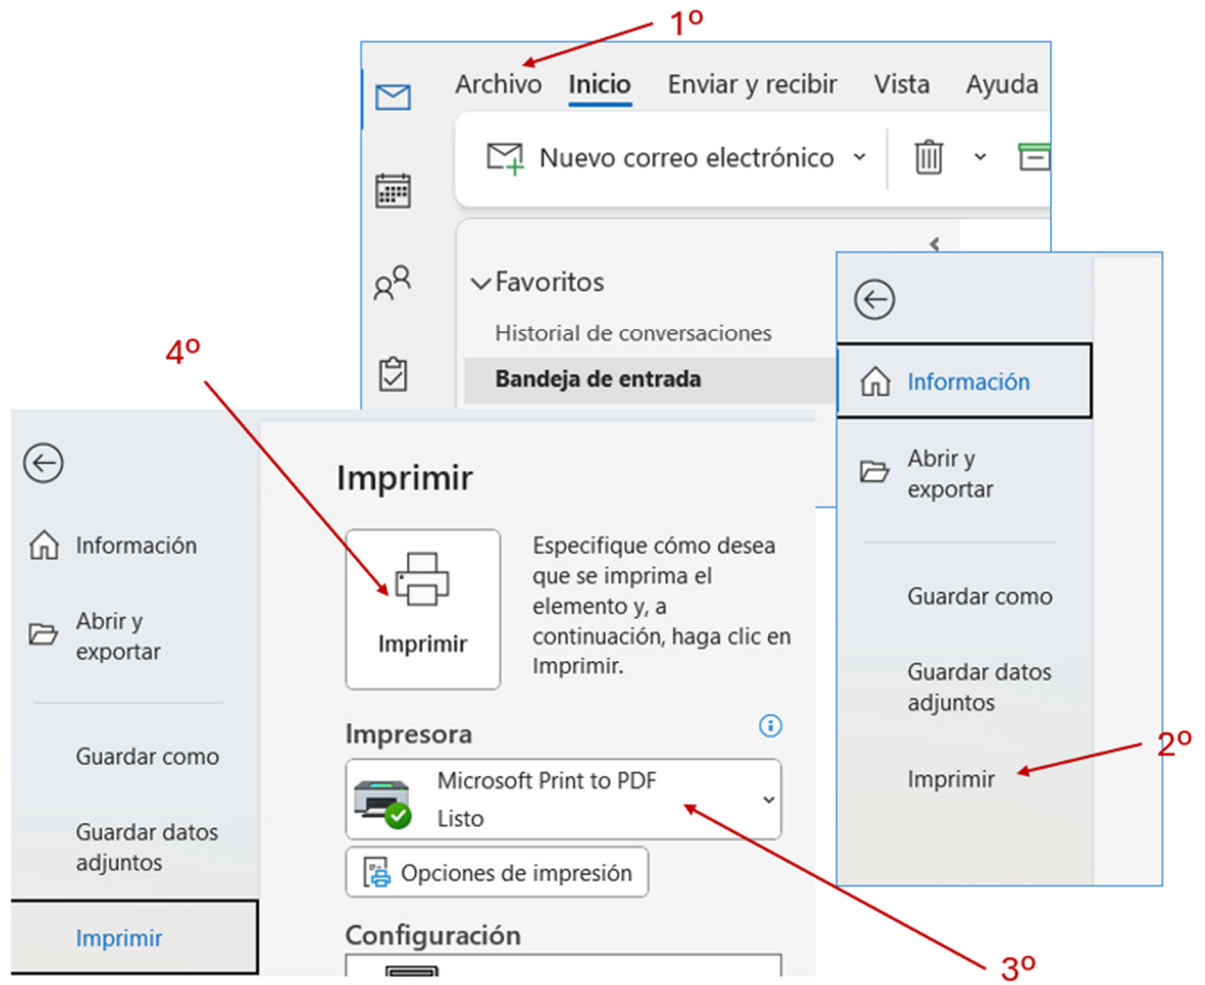 1º
Archivo Inicio Enviar y recibir Vista Ayuda
Nuevo correo electrónico
Favoritos
Historial de conversaciones
Bandeja de entrada
Información
Abrir y
exportar
Guardar como
Guardar datos
adjuntos
Imprimir
2º
4º
Información
Abrir y
exportar
Guardar como
Guardar datos
adjuntos
Imprimir
Imprimir
Imprimir
Especifique cómo desea
que se imprima el
elemento y, a
continuación, haga clic en
Imprimir.
Impresora
Microsoft Print to PDF
Listo
Opciones de impresión
Configuración
3º